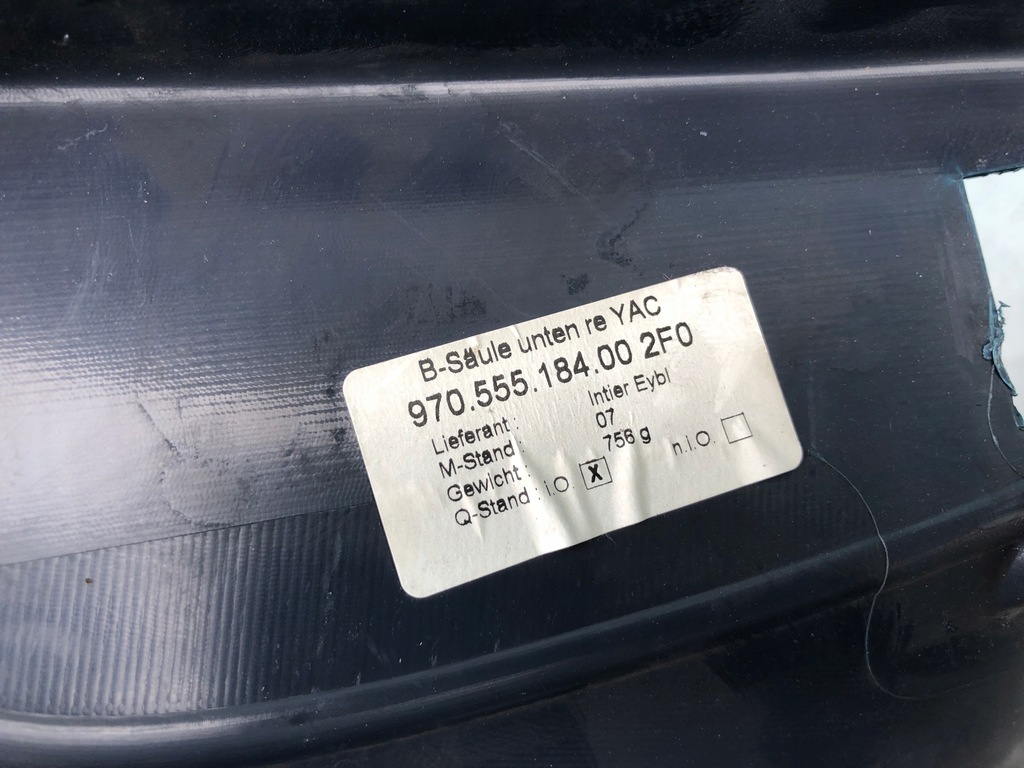 B-Säule unten re YAC
970.555.184.00 2F0
Lieferant : Intier Eybl
M-Stand : 07
Gewicht : 756 g
Q-Stand : i.O. X n.i.O.